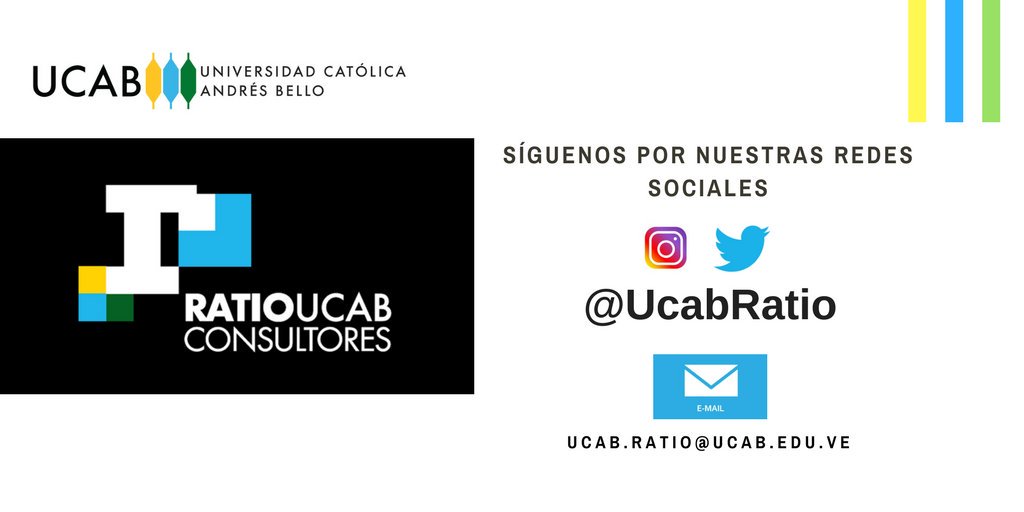 UCAB
UNIVERSIDAD CATÓLICA
ANDRÉS BELLO
RATIOUCAB
CONSULTORES
SÍGUENOS POR NUESTRAS REDES
SOCIALES
@UcabRatio
E-MAIL
UCAB.RATIO@UCAB.EDU.VE